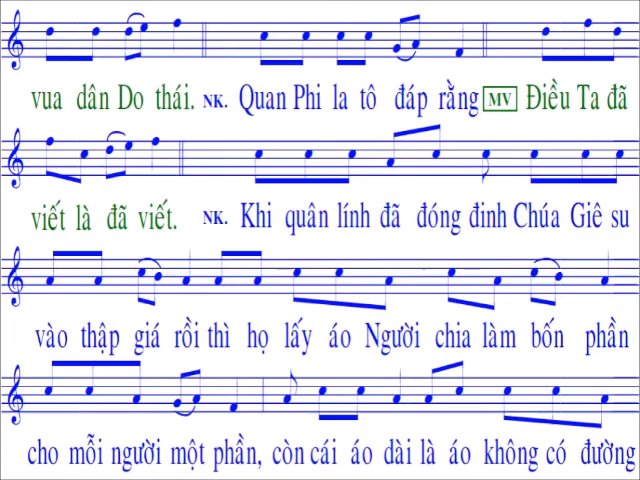 vua dân Do thái. NK. Quan Phi la tô đáp rằng MV Điều Ta đã
viết là đã viết. NK. Khi quân lính đã đóng đinh Chúa Giê su
vào thập giá rồi thì họ lấy áo Người chia làm bốn phần
cho mỗi người một phần, còn cái áo dài là áo không có đường